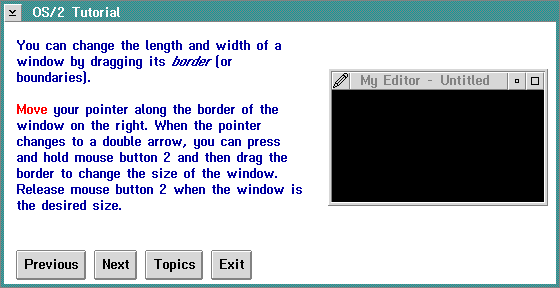 OS/2 Tutorial
You can change the length and width of a
window by dragging its border (or
boundaries).
Move your pointer along the border of the
window on the right. When the pointer
changes to a double arrow, you can press
and hold mouse button 2 and then drag the
border to change the size of the window.
Release mouse button 2 when the window is
the desired size.
My Editor - Untitled
Previous Next Topics Exit